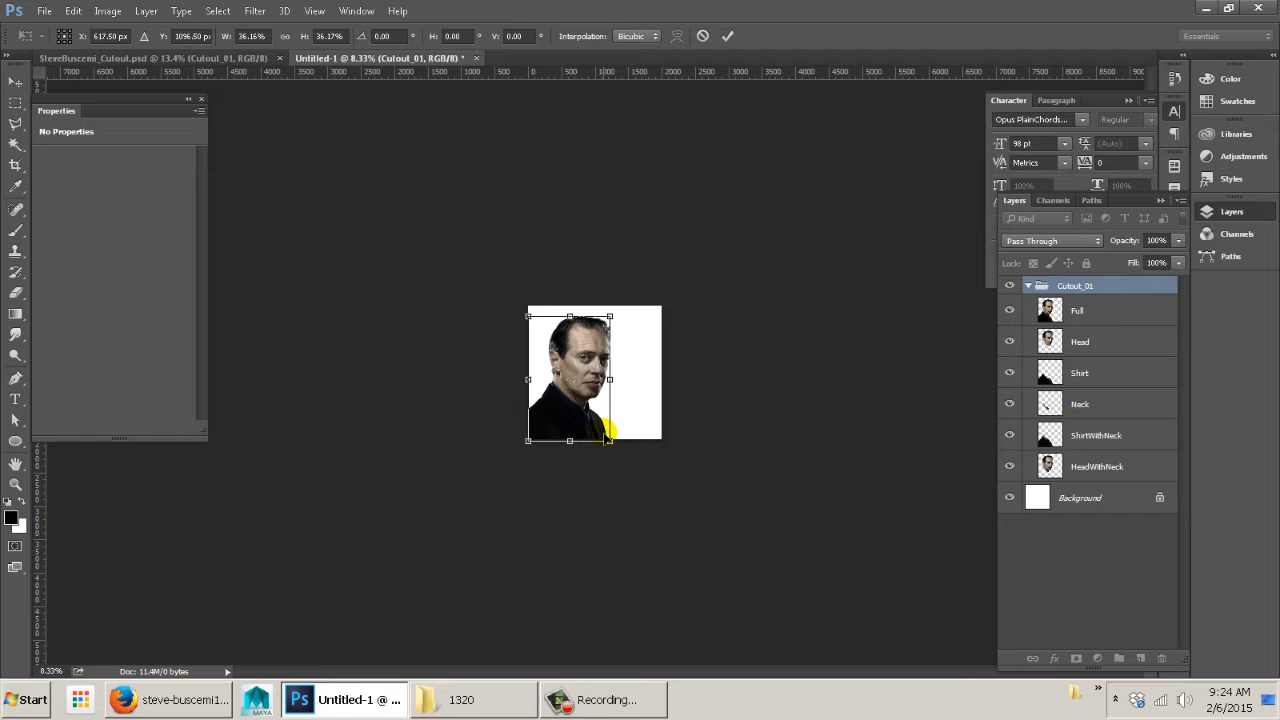 Ps File Edit Image Layer Type Select Filter 3D View Window Help
X: 617.50 px Y: 1096.50 px W: 36.16% H: 36.17% 0.00 ° H: 0.00 ° V: 0.00 ° Interpolation: Bicubic Essentials
SteveBuscemi_Cutout.psd @ 13.4% (Cutout_01, RGB/8) × Untitled-1 @ 8.33% (Cutout_01, RGB/8) * ×
7000 6500 6000 5500 5000 4500 4000 3500 3000 2500 2000 1500 1000 500 0 500 1000 1500 2000 2500 3000 3500 4000 4500 5000 5500 6000 6500 7000 7500 8000 8500
Properties
No Properties
Character Paragraph
Opus PlainChords... Regular
98 pt (Auto)
Metrics 0
100% 100%
Layers Channels Paths
Kind
Pass Through Opacity: 100%
Lock: Fill: 100%
Cutout_01
Full
Head
Shirt
Neck
ShirtWithNeck
HeadWithNeck
Background
Color
Swatches
Libraries
Adjustments
Styles
Layers
Channels
Paths
8.33% Doc: 11.4M/0 bytes
Start steve-buscemi1... MAYA Ps Untitled-1 @ ... 1320 Recording... 5:24 AM
2/6/2015